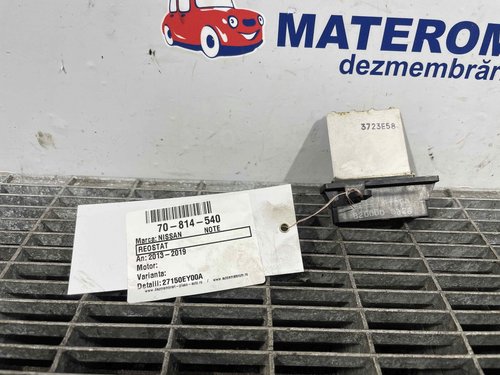 MATEROM
dezmembrări
3723E58
70-814-540
Marca: NISSAN NOTE
REOSTAT
An: 2013-2019
Motor:
Varianta:
Detalii: 27150EY00A